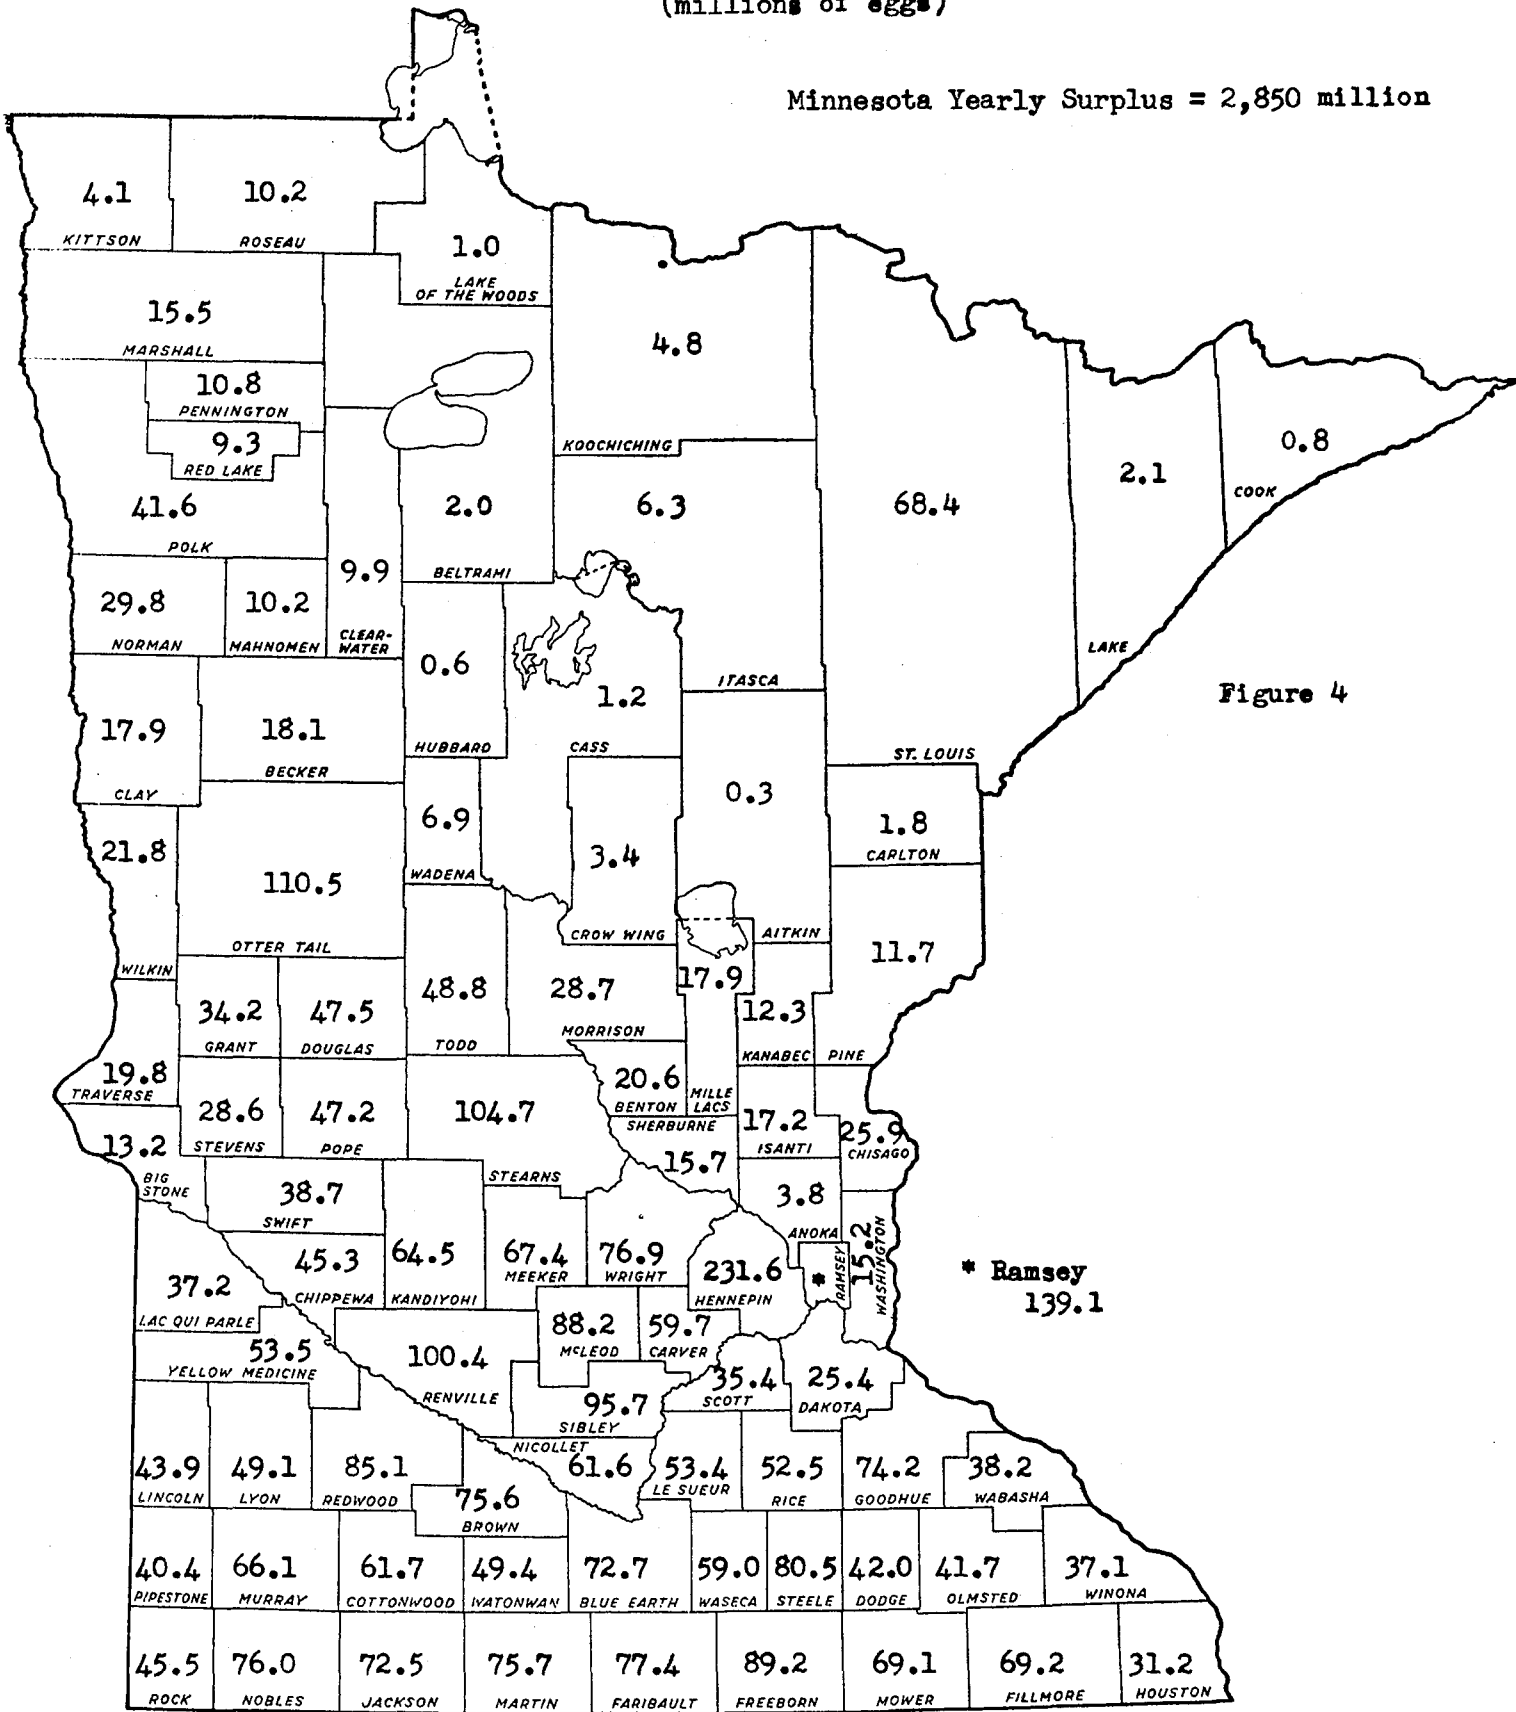 (millions of eggs)
Minnesota Yearly Surplus = 2,850 million
4.1
KITTSON
10.2
ROSEAU
1.0
LAKE
OF THE WOODS
15.5
MARSHALL
4.8
KOOCHICHING
10.8
PENNINGTON
9.3
RED LAKE
41.6
POLK
2.0
BELTRAMI
6.3
ITASCA
68.4
ST. LOUIS
2.1
LAKE
0.8
COOK
9.9
CLEAR-
WATER
29.8
NORMAN
10.2
MAHNOMEN
0.6
HUBBARD
1.2
CASS
Figure 4
17.9
CLAY
18.1
BECKER
6.9
WADENA
3.4
CROW WING
0.3
AITKIN
1.8
CARLTON
21.8
WILKIN
110.5
OTTER TAIL
11.7
PINE
34.2
GRANT
47.5
DOUGLAS
48.8
TODD
28.7
MORRISON
17.9
MILLE
LACS
12.3
KANABEC
19.8
TRAVERSE
28.6
STEVENS
47.2
POPE
104.7
STEARNS
20.6
BENTON
SHERBURNE
15.7
17.2
ISANTI
25.9
CHISAGO
13.2
BIG
STONE
38.7
SWIFT
3.8
ANOKA
15.2
WASHINGTON
RAMSEY
*
* Ramsey
139.1
37.2
LAC QUI PARLE
45.3
CHIPPEWA
64.5
KANDIYOHI
67.4
MEEKER
76.9
WRIGHT
231.6
HENNEPIN
53.5
YELLOW MEDICINE
100.4
RENVILLE
88.2
McLEOD
59.7
CARVER
95.7
SIBLEY
35.4
SCOTT
25.4
DAKOTA
43.9
LINCOLN
49.1
LYON
85.1
REDWOOD
75.6
BROWN
NICOLLET
61.6
53.4
LE SUEUR
52.5
RICE
74.2
GOODHUE
38.2
WABASHA
40.4
PIPESTONE
66.1
MURRAY
61.7
COTTONWOOD
49.4
WATONWAN
72.7
BLUE EARTH
59.0
WASECA
80.5
STEELE
42.0
DODGE
41.7
OLMSTED
37.1
WINONA
45.5
ROCK
76.0
NOBLES
72.5
JACKSON
75.7
MARTIN
77.4
FARIBAULT
89.2
FREEBORN
69.1
MOWER
69.2
FILLMORE
31.2
HOUSTON